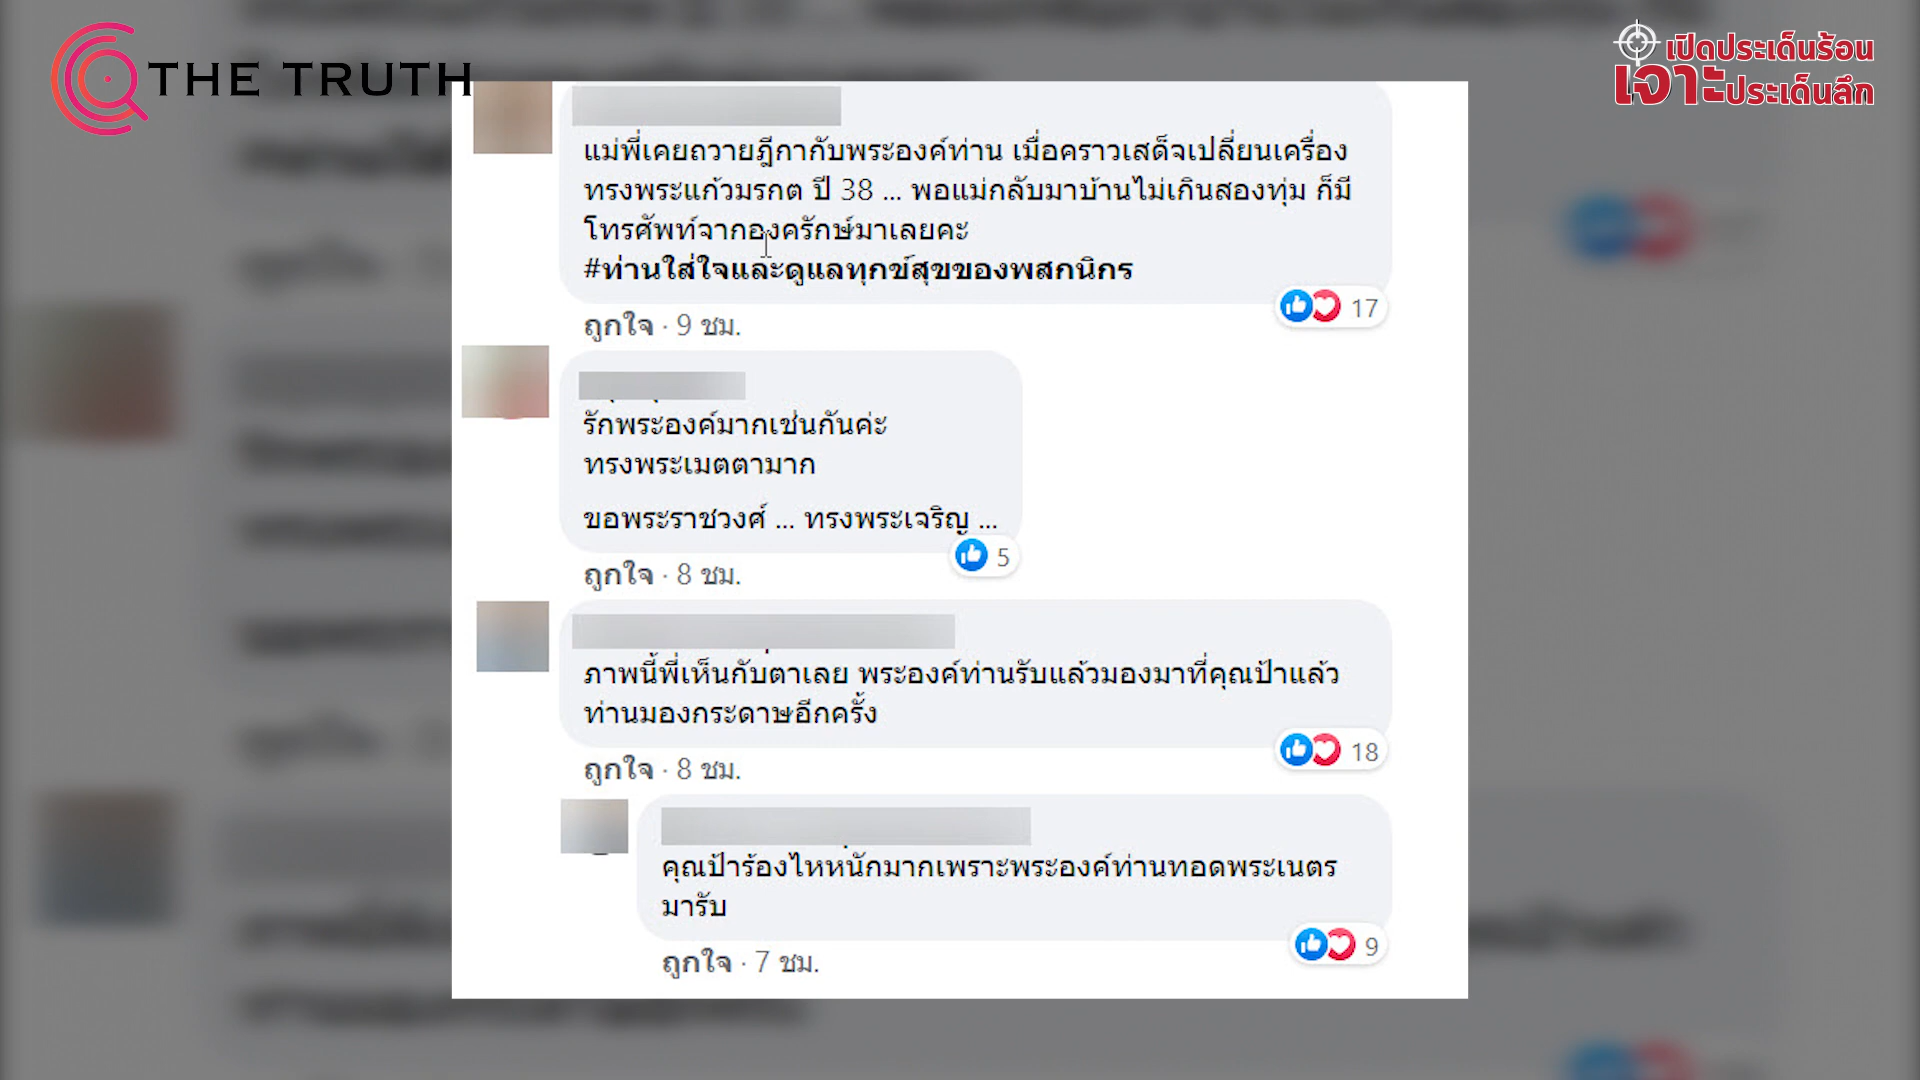 THE TRUTH
เปิดประเด็นร้อน
เจาะประเด็นลึก
แม่พี่เคยถวายฎีกากับพระองค์ท่าน เมื่อคราวเสด็จเปลี่ยนเครื่อง
ทรงพระแก้วมรกต ปี 38 ... พอแม่กลับมาบ้านไม่เกินสองทุ่ม ก็มี
โทรศัพท์จากองครักษ์มาเลยคะ
#ท่านใส่ใจและดูแลทุกข์สุขของพสกนิกร
17
ถูกใจ · 9 ชม.
รักพระองค์มากเช่นกันค่ะ
ทรงพระเมตตามาก
ขอพระราชวงศ์ ... ทรงพระเจริญ ...
5
ถูกใจ · 8 ชม.
ภาพนี้พี่เห็นกับตาเลย พระองค์ท่านรับแล้วมองมาที่คุณป้าแล้ว
ท่านมองกระดาษอีกครั้ง
18
ถูกใจ · 8 ชม.
คุณป้าร้องไหหนักมากเพราะพระองค์ท่านทอดพระเนตร
มารับ
9
ถูกใจ · 7 ชม.